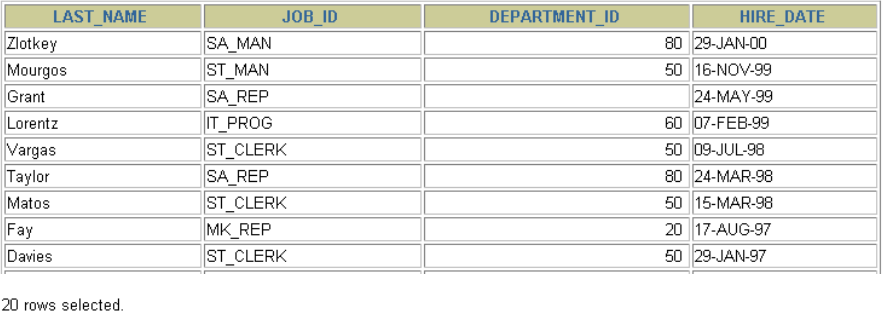 LAST_NAME JOB_ID DEPARTMENT_ID HIRE_DATE
Zlotkey SA_MAN 80 29-JAN-00
Mourgos ST_MAN 50 16-NOV-99
Grant SA_REP 24-MAY-99
Lorentz IT_PROG 60 07-FEB-99
Vargas ST_CLERK 50 09-JUL-98
Taylor SA_REP 80 24-MAR-98
Matos ST_CLERK 50 15-MAR-98
Fay MK_REP 20 17-AUG-97
Davies ST_CLERK 50 29-JAN-97
20 rows selected.